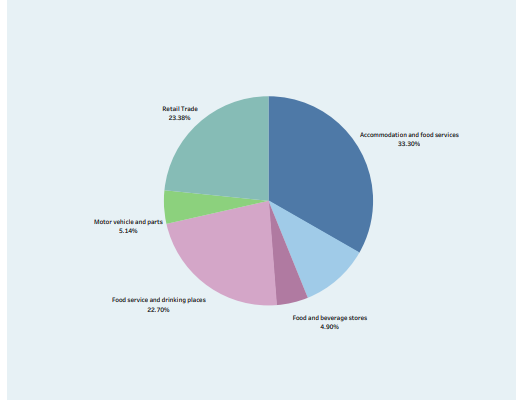 Retail Trade
23.38%
Accommodation and food services
33.30%
Motor vehicle and parts
5.14%
Food service and drinking places
22.70%
Food and beverage stores
4.90%